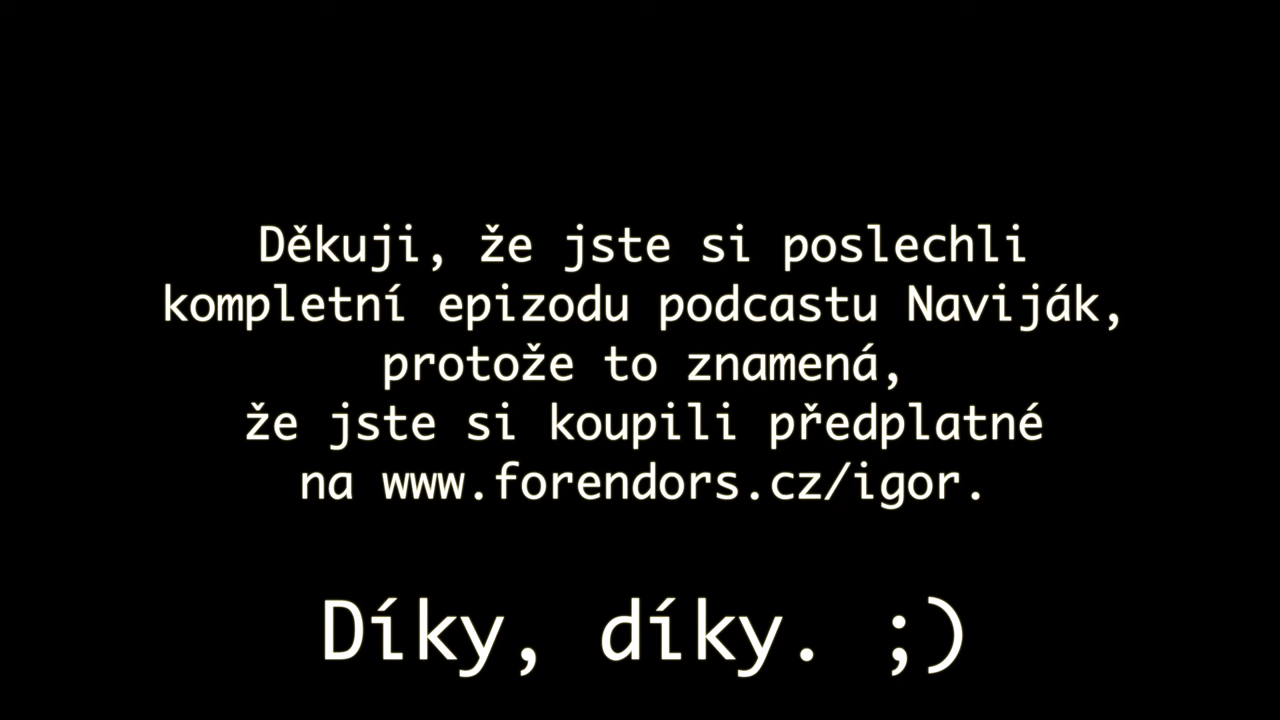 Děkuji, že jste si poslechli
kompletní epizodu podcastu Naviják,
protože to znamená,
že jste si koupili předplatné
na www.forendors.cz/igor.
Díky, díky. ;)